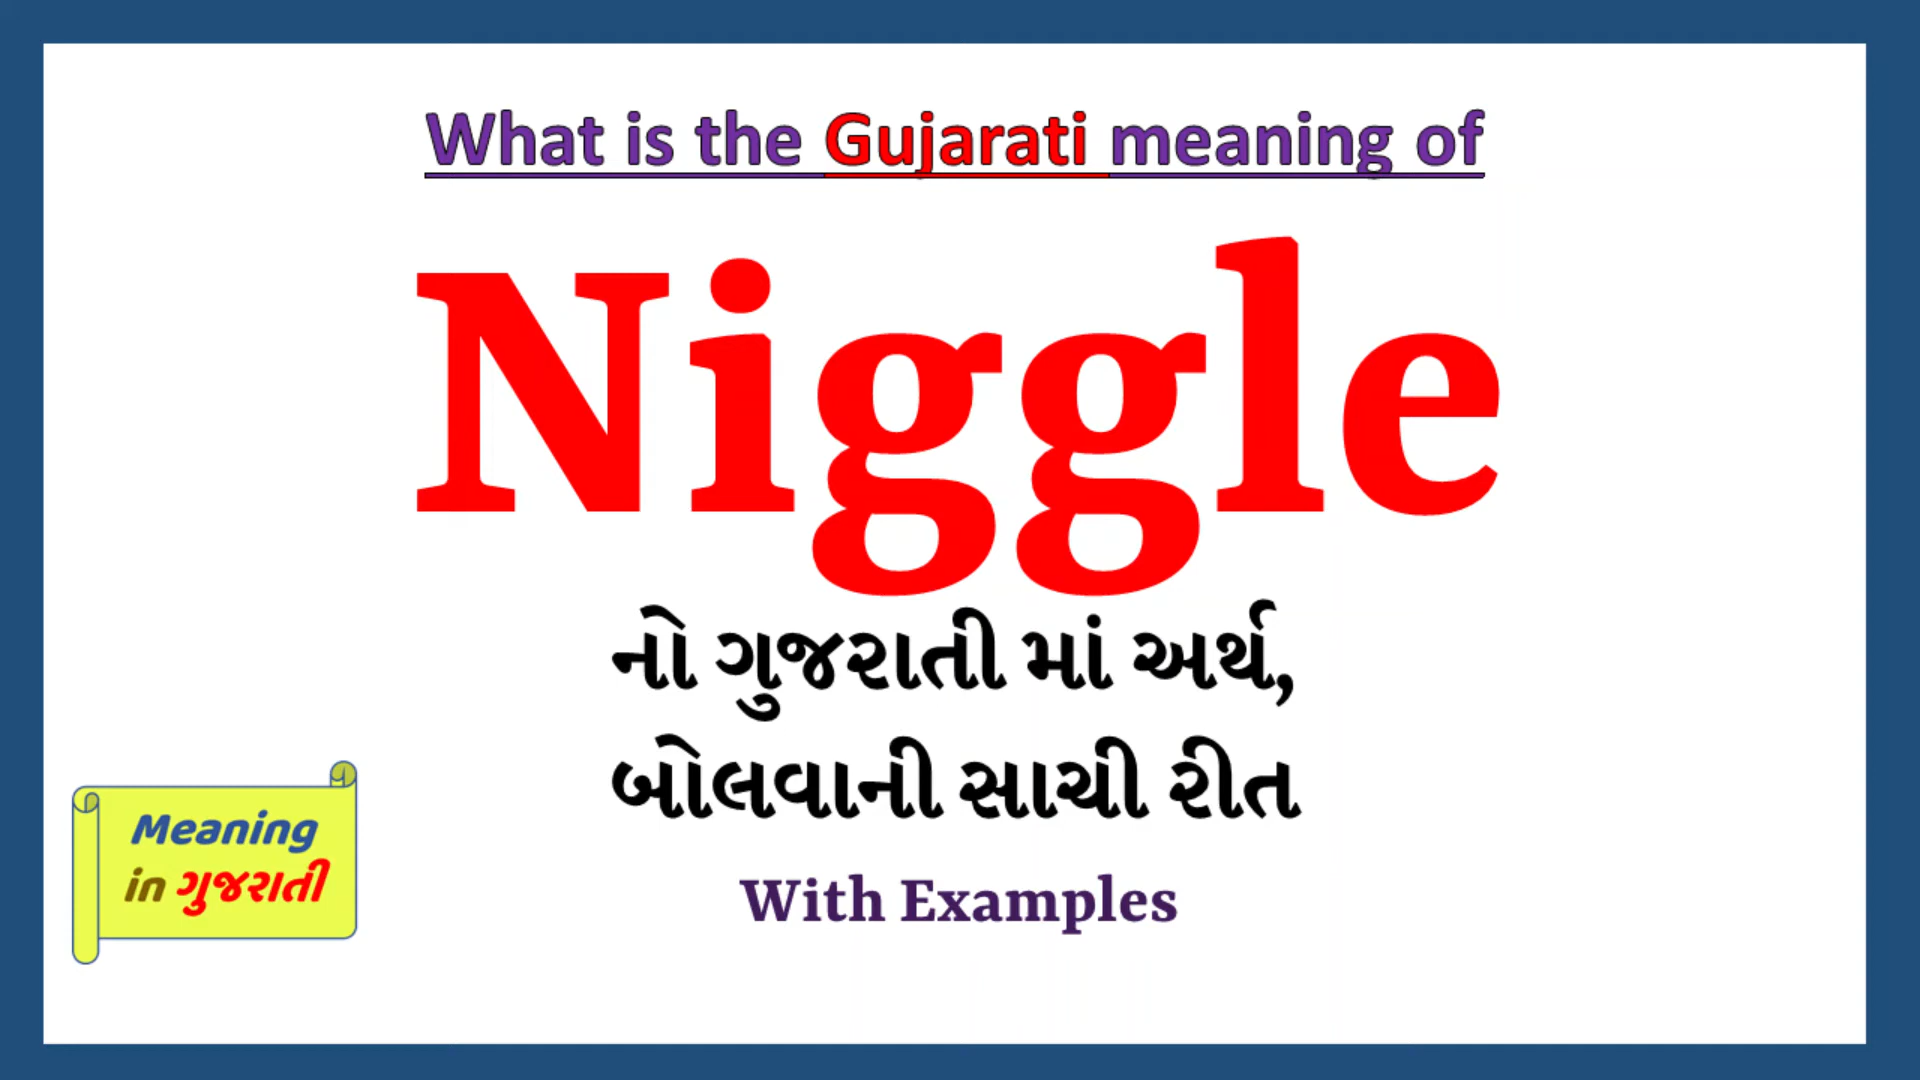 What is the Gujarati meaning of
Niggle
નો ગુજરાતી માં અર્થ,
બોલવાની સાચી રીત
With Examples
Meaning
in ગુજરાતી